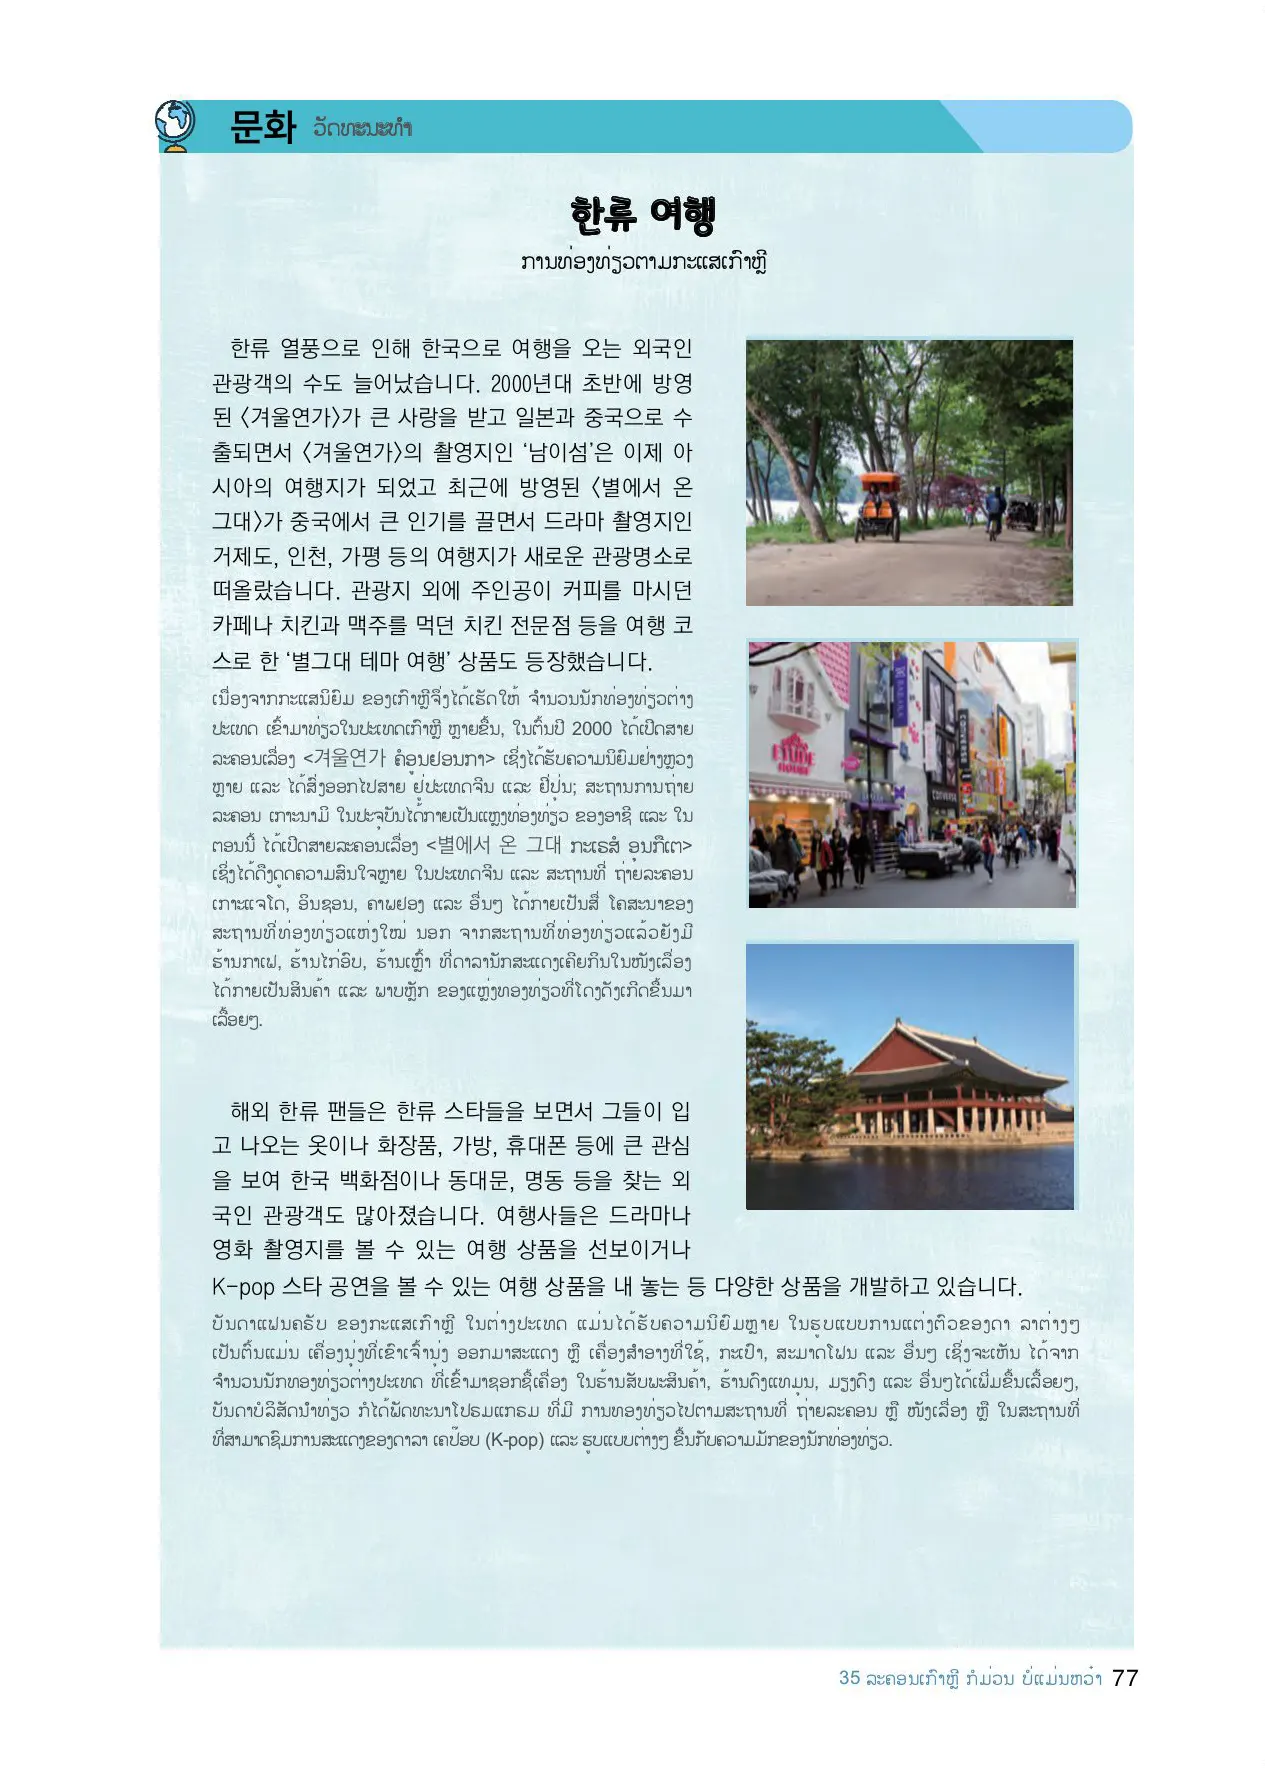 문화 ວັດທະນະທຳ
한류 여행
ການທ່ອງທ່ຽວຕາມກະແສເກົາຫຼີ
한류 열풍으로 인해 한국으로 여행을 오는 외국인
관광객의 수도 늘어났습니다. 2000년대 초반에 방영
된 〈겨울연가〉가 큰 사랑을 받고 일본과 중국으로 수
출되면서 〈겨울연가〉의 촬영지인 ‘남이섬’은 이제 아
시아의 여행지가 되었고 최근에 방영된 〈별에서 온
그대〉가 중국에서 큰 인기를 끌면서 드라마 촬영지인
거제도, 인천, 가평 등의 여행지가 새로운 관광명소로
떠올랐습니다. 관광지 외에 주인공이 커피를 마시던
카페나 치킨과 맥주를 먹던 치킨 전문점 등을 여행 코
스로 한 ‘별그대 테마 여행’ 상품도 등장했습니다.
ເນື່ອງຈາກກະແສນິຍົມ ຂອງເກົາຫຼີຈຶ່ງໄດ້ເຮັດໃຫ້ ຈຳນວນນັກທ່ອງທ່ຽວຕ່າງ
ປະເທດ ເຂົ້າມາທ່ຽວໃນປະເທດເກົາຫຼີ ຫຼາຍຂື້ນ, ໃນຕົ້ນປີ 2000 ໄດ້ເປີດສາຍ
ລະຄອນເລື່ອງ <겨울연가 ຄໍອູນຢອນກາ> ເຊິ່ງໄດ້ຮັບຄວາມນິຍົມຢ່າງຫຼວງ
ຫຼາຍ ແລະ ໄດ້ສົ່ງອອກໄປສາຍ ຢູ່ປະເທດຈີນ ແລະ ຍີ່ປຸ່ນ; ສະຖານການຖ່າຍ
ລະຄອນ ເກາະນາມິ ໃນປະຈຸບັນໄດ້ກາຍເປັນແຫຼງທ່ອງທ່ຽວ ຂອງອາຊີ ແລະ ໃນ
ຕອນນີ້ ໄດ້ເປີດສາຍລະຄອນເລື່ອງ <별에서 온 그대 ກະເຣສໍ ອຸນກືເຕ>
ເຊິ່ງໄດ້ດຶງດູດຄວາມສົນໃຈຫຼາຍ ໃນປະເທດຈີນ ແລະ ສະຖານທີ່ ຖ່າຍລະຄອນ
ເກາະແຈໂດ, ອິນຊອນ, ຄາພຢອງ ແລະ ອື່ນໆ ໄດ້ກາຍເປັນສື່ ໂຄສະນາຂອງ
ສະຖານທີ່ທ່ອງທ່ຽວແຫ່ງໃໝ່ ນອກ ຈາກສະຖານທີ່ທ່ອງທ່ຽວແລ້ວຍັງມີ
ຮ້ານກາເຟ, ຮ້ານໄກ່ອົບ, ຮ້ານເຫຼົ້າ ທີ່ດາລານັກສະແດງເຄີຍກິນໃນໜັງເລື່ອງ
ໄດ້ກາຍເປັນສິນຄ້າ ແລະ ພາບຫຼັກ ຂອງແຫຼ່ງທອງທ່ຽວທີ່ໂດງດັງເກີດຂື້ນມາ
ເລື້ອຍໆ.
ETUDE
HOUSE
CONVERSE
해외 한류 팬들은 한류 스타들을 보면서 그들이 입
고 나오는 옷이나 화장품, 가방, 휴대폰 등에 큰 관심
을 보여 한국 백화점이나 동대문, 명동 등을 찾는 외
국인 관광객도 많아졌습니다. 여행사들은 드라마나
영화 촬영지를 볼 수 있는 여행 상품을 선보이거나
K-pop 스타 공연을 볼 수 있는 여행 상품을 내 놓는 등 다양한 상품을 개발하고 있습니다.
ບັນດາແຟນຄຣັບ ຂອງກະແສເກົາຫຼີ ໃນຕ່າງປະເທດ ແມ່ນໄດ້ຮັບຄວາມນິຍົມຫຼາຍ ໃນຮູບແບບການແຕ່ງຕົວຂອງດາ ລາຕ່າງໆ
ເປັນຕົ້ນແມ່ນ ເຄື່ອງນຸ່ງທີ່ເຂົາເຈົ້ານຸ່ງ ອອກມາສະແດງ ຫຼື ເຄື່ອງສຳອາງທີ່ໃຊ້, ກະເປົາ, ສະມາດໂຟນ ແລະ ອື່ນໆ ເຊິ່ງຈະເຫັນ ໄດ້ຈາກ
ຈຳນວນນັກທອງທ່ຽວຕ່າງປະເທດ ທີ່ເຂົ້າມາຊອກຊື້ເຄື່ອງ ໃນຮ້ານສັບພະສິນຄ້າ, ຮ້ານດົງແທມຸນ, ມຽງດົງ ແລະ ອື່ນໆໄດ້ເພີ່ມຂື້ນເລື້ອຍໆ,
ບັນດາບໍລິສັດນຳທ່ຽວ ກໍໄດ້ພັດທະນາໂປຣມແກຣມ ທີ່ມີ ການທອງທ່ຽວໄປຕາມສະຖານທີ່ ຖ່າຍລະຄອນ ຫຼື ໜັງເລື່ອງ ຫຼື ໃນສະຖານທີ່
ທີ່ສາມາດຊົມການສະແດງຂອງດາລາ ເຄປ໊ອບ (K-pop) ແລະ ຮູບແບບຕ່າງໆ ຂື້ນກັບຄວາມມັກຂອງນັກທ່ອງທ່ຽວ.
35 ລະຄອນເກົາຫຼີ ກໍມ່ວນ ບໍ່ແມ່ນຫວ໋າ 77